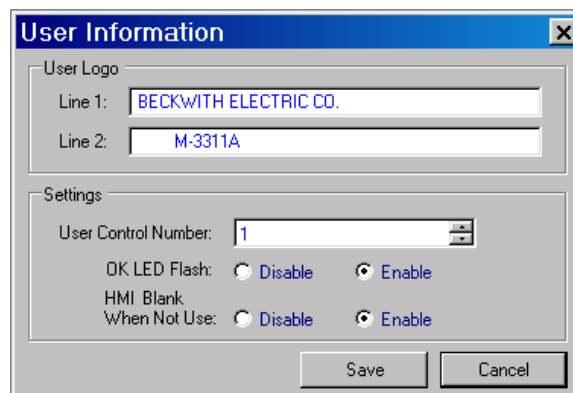 User Information
User Logo
Line 1: BECKWITH ELECTRIC CO.
Line 2: M-3311A
Settings
User Control Number: 1
OK LED Flash: Disable Enable
HMI Blank
When Not Use: Disable Enable
Save Cancel